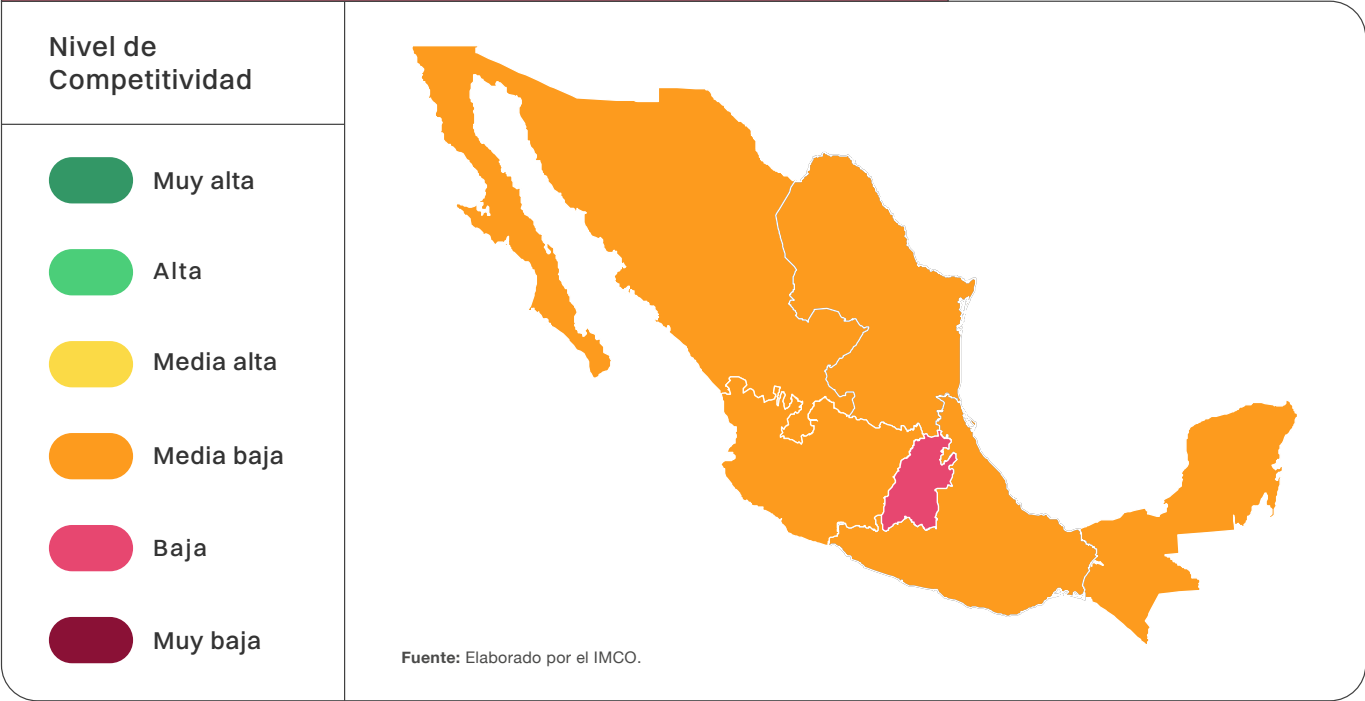 Nivel de
Competitividad
Muy alta
Alta
Media alta
Media baja
Baja
Muy baja
Fuente: Elaborado por el IMCO.